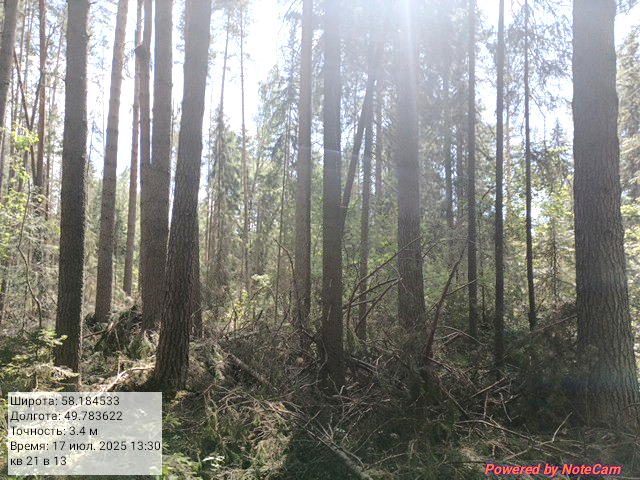 Широта: 58.184533
Долгота: 49.783622
Точность: 3.4 м
Время: 17 июл. 2025 13:30
кв 21 в 13
Powered by NoteCam